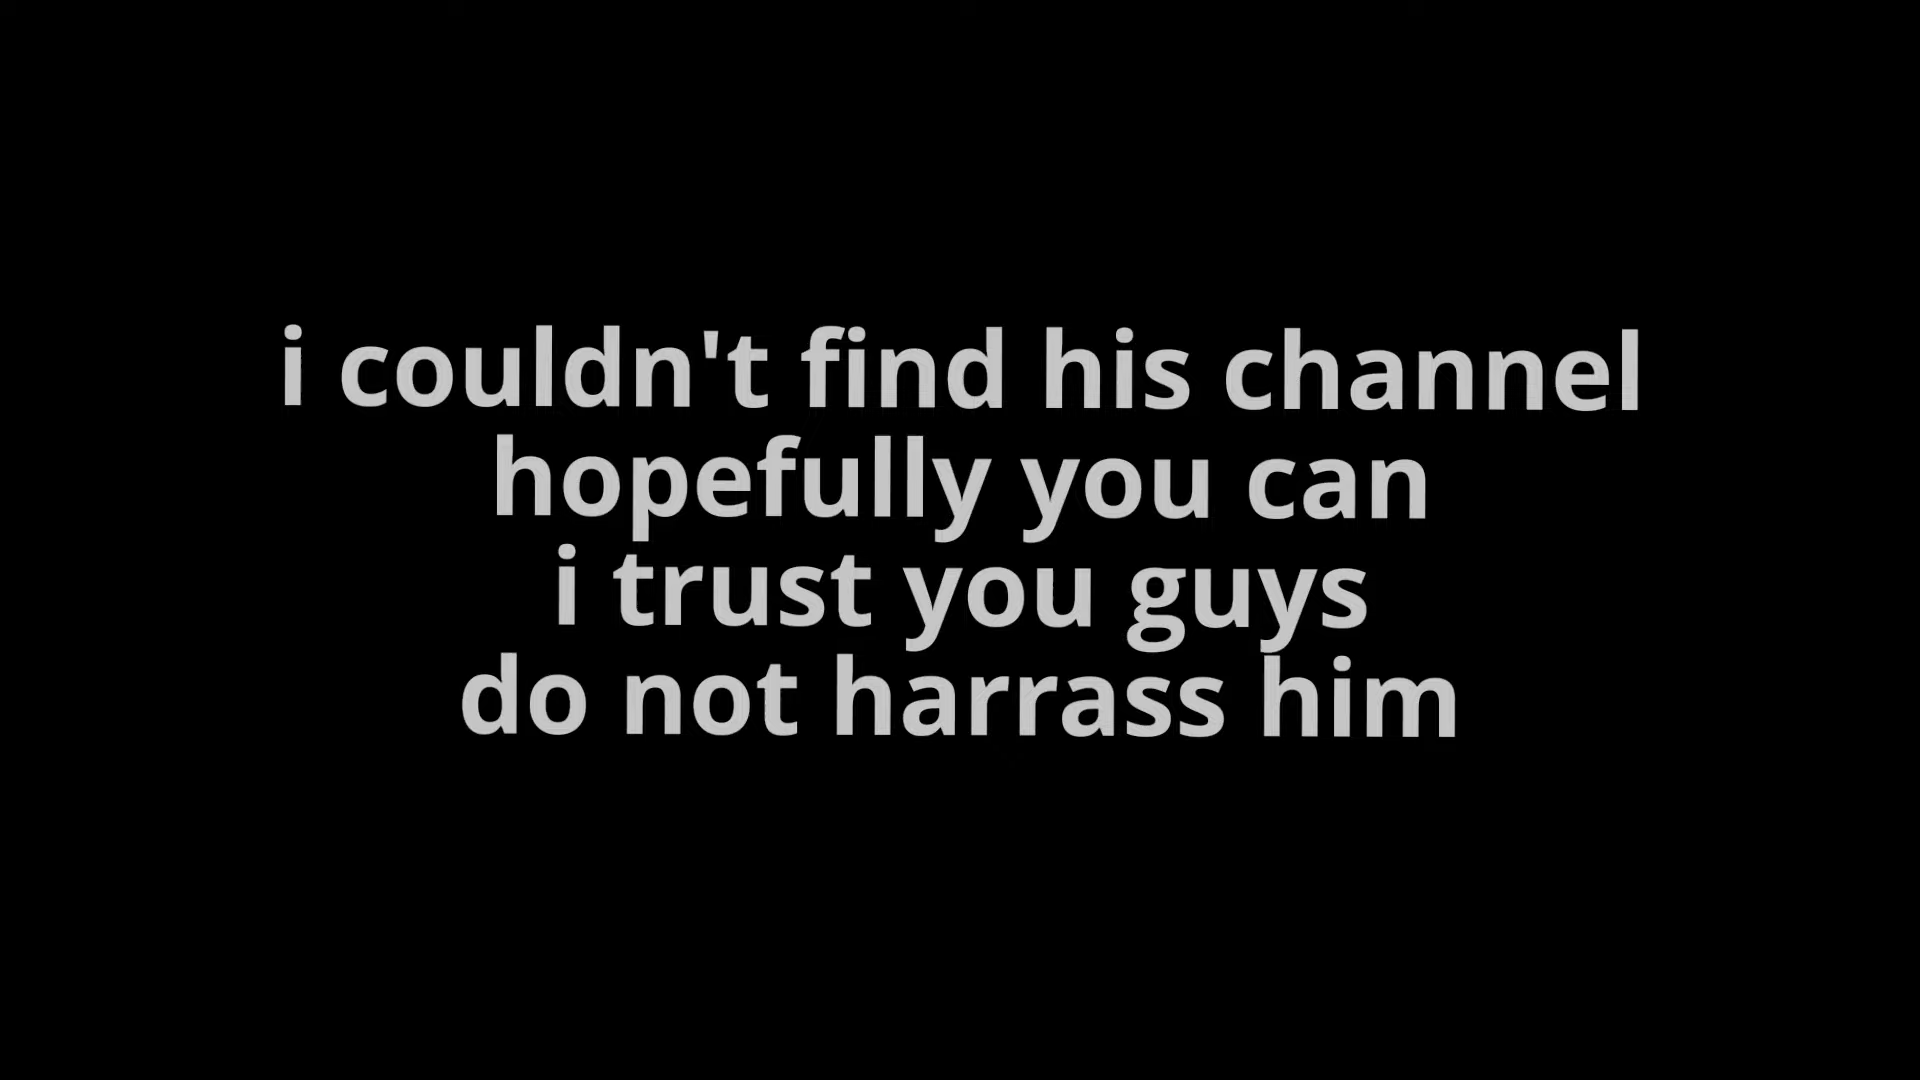 i couldn't find his channel
hopefully you can
i trust you guys
do not harrass him